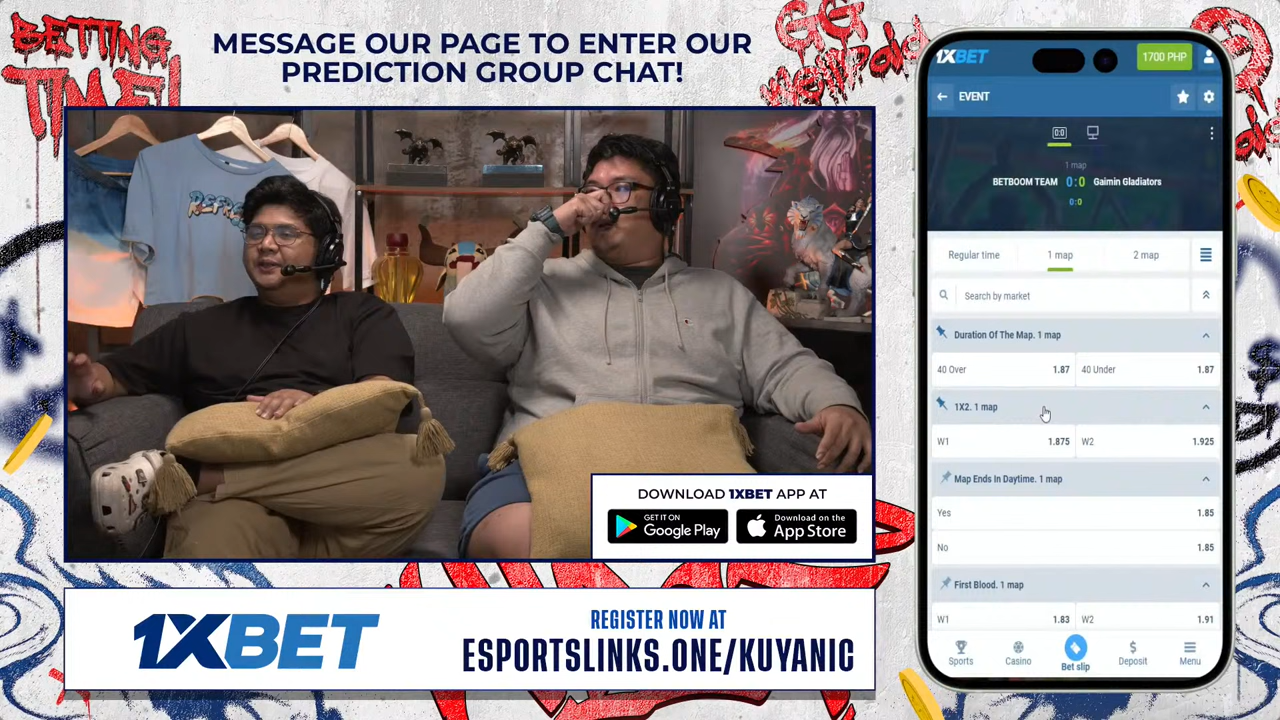 BETTING
TIME!
MESSAGE OUR PAGE TO ENTER OUR
PREDICTION GROUP CHAT!
GG
DOWNLOAD 1XBET APP AT
GET IT ON
Google Play
Download on the
App Store
1XBET
REGISTER NOW AT
ESPORTSLINKS.ONE/KUYANIC
1XBET
1700 PHP
EVENT
0:0
1 map
BETBOOM TEAM 0:0 Gaimin Gladiators
0:0
Regular time 1 map 2 map
Search by market
Duration Of The Map. 1 map
40 Over 1.87 40 Under 1.87
1X2. 1 map
W1 1.875 W2 1.925
Map Ends In Daytime. 1 map
Yes 1.85
No 1.85
First Blood. 1 map
W1 1.83 W2 1.91
Sports Casino Bet slip Deposit Menu